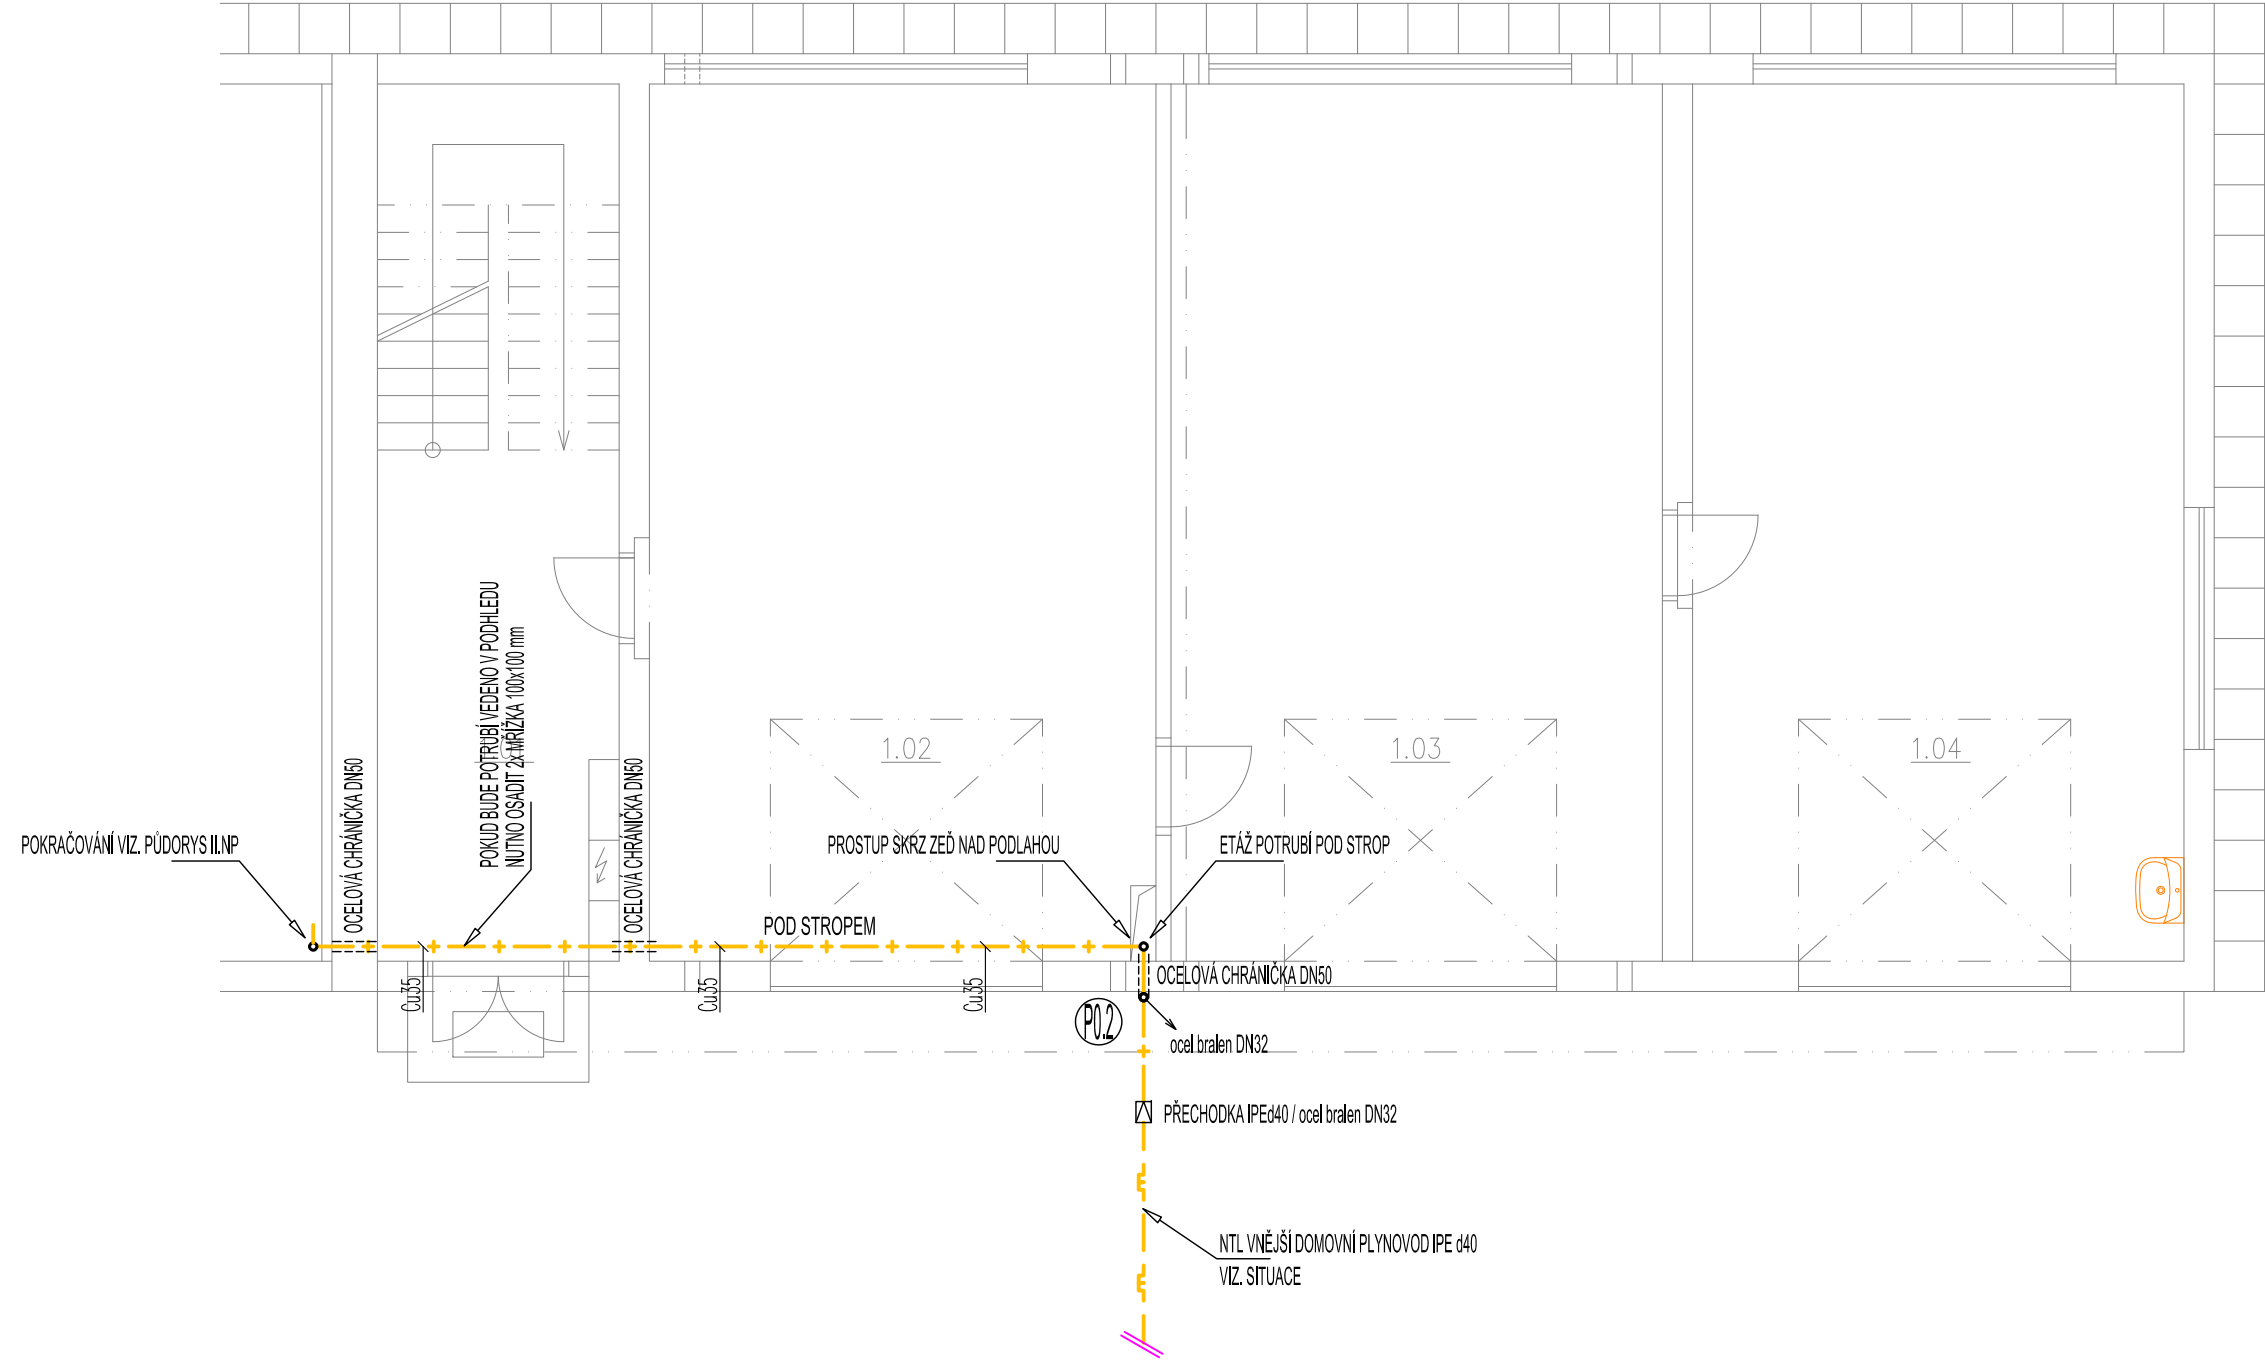 POKUD BUDE POTRUBÍ VEDENO V PODHLEDU
NUTNO OSADIT 2xMŘÍŽKA 100x100 mm
1.02
1.03
1.04
OCELOVÁ CHRÁNIČKA DN50
OCELOVÁ CHRÁNIČKA DN50
POKRAČOVÁNÍ VIZ. PŮDORYS II.NP
PROSTUP SKRZ ZEĎ NAD PODLAHOU
ETÁŽ POTRUBÍ POD STROP
POD STROPEM
Cu35
Cu35
Cu35
OCELOVÁ CHRÁNIČKA DN50
P0.2
ocel bralen DN32
PŘECHODKA IPEd40 / ocel bralen DN32
NTL VNĚJŠÍ DOMOVNÍ PLYNOVOD IPE d40
VIZ. SITUACE